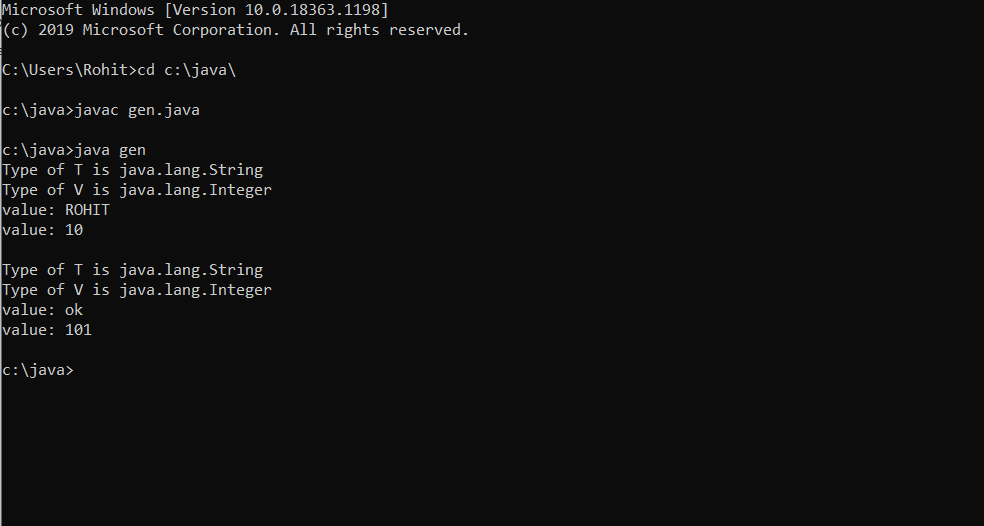 Microsoft Windows [Version 10.0.18363.1198]
(c) 2019 Microsoft Corporation. All rights reserved.
C:\Users\Rohit>cd c:\java\
c:\java>javac gen.java
c:\java>java gen
Type of T is java.lang.String
Type of V is java.lang.Integer
value: ROHIT
value: 10
Type of T is java.lang.String
Type of V is java.lang.Integer
value: ok
value: 101
c:\java>